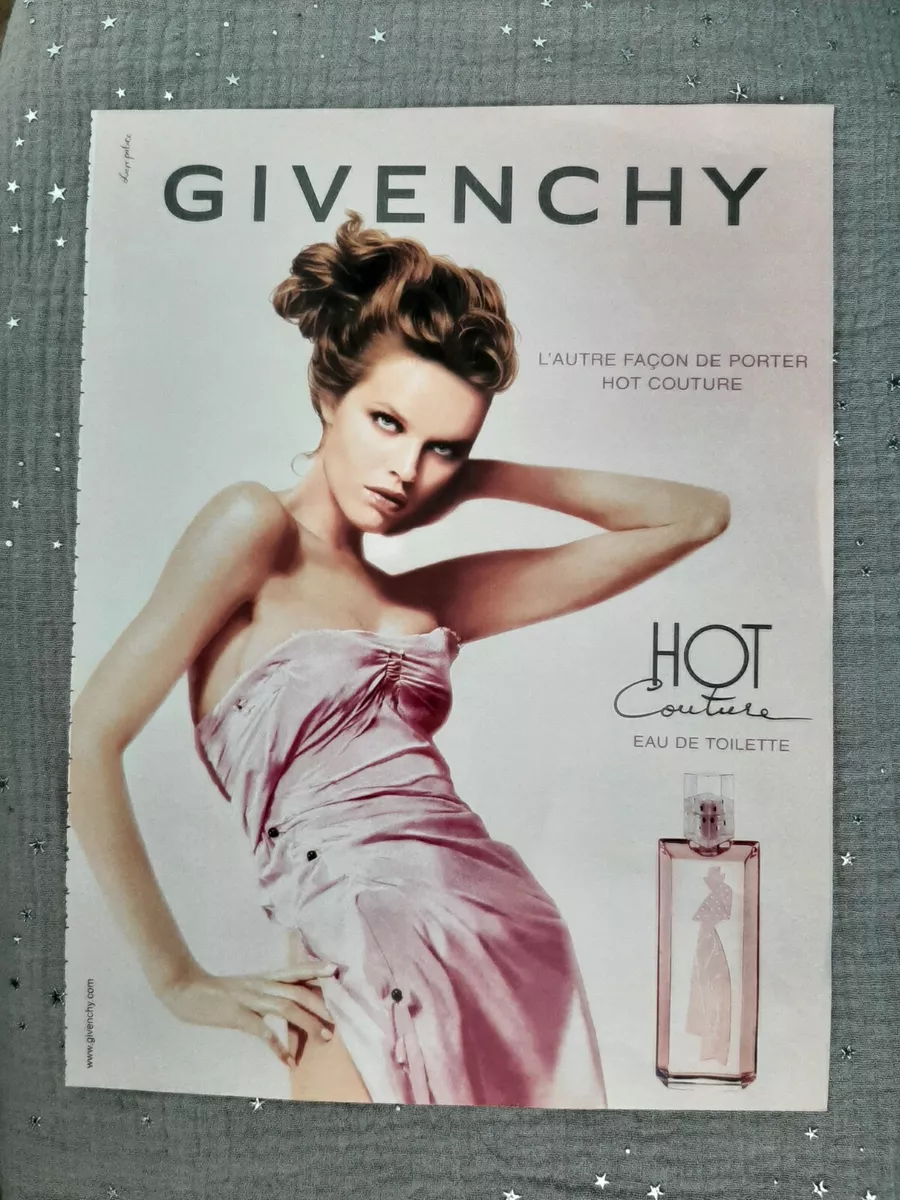 GIVENCHY
L'AUTRE FAÇON DE PORTER
HOT COUTURE
HOT
Couture
EAU DE TOILETTE
www.givenchy.com